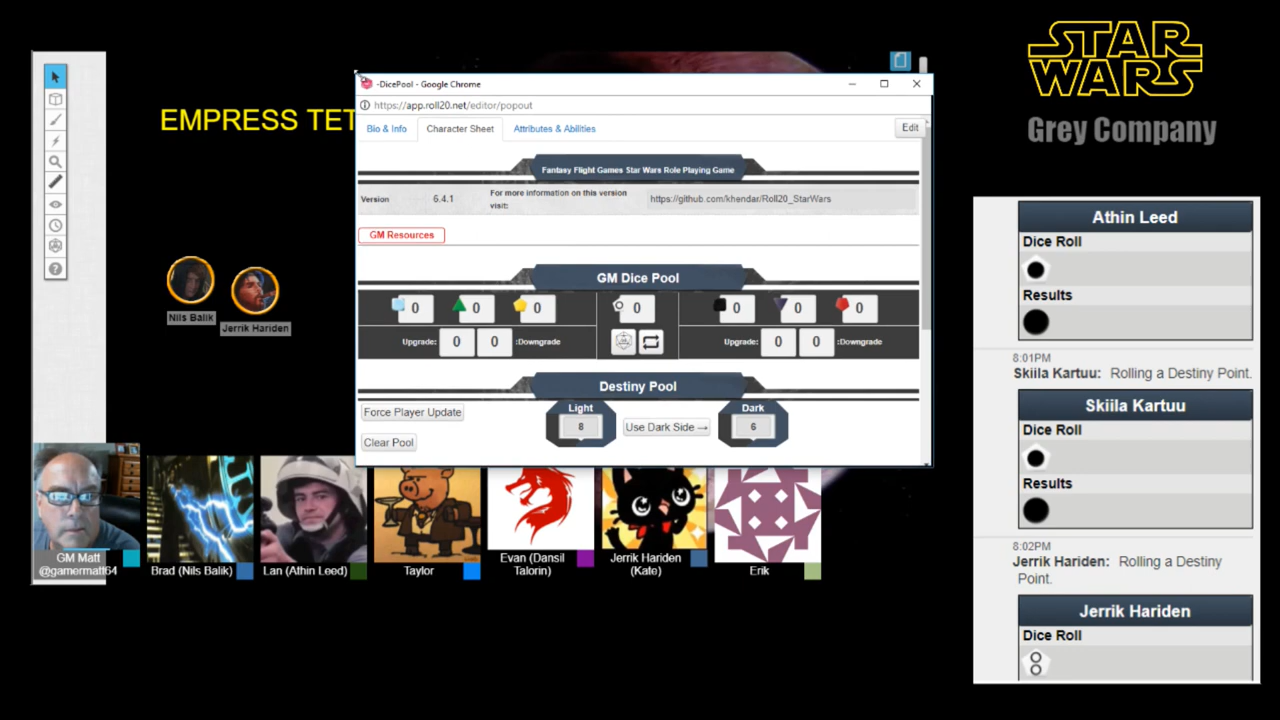 STAR
WARS
Grey Company
EMPRESS TET
-DicePool - Google Chrome
https://app.roll20.net/editor/popout
Bio & Info
Character Sheet
Attributes & Abilities
Edit
Fantasy Flight Games Star Wars Role Playing Game
Version
6.4.1
For more information on this version
visit:
https://github.com/khendar/Roll20_StarWars
GM Resources
GM Dice Pool
0
0
0
0
0
0
0
Upgrade:
0
0
:Downgrade
Upgrade:
0
0
:Downgrade
Destiny Pool
Force Player Update
Clear Pool
Light
8
Use Dark Side →
Dark
6
Nils Balik
Jerrik Hariden
GM Matt
@gamermatt64
Brad (Nils Balik)
Lan (Athin Leed)
Taylor
Evan (Dansil
Talorin)
Jerrik Hariden
(Kate)
Erik
Athin Leed
Dice Roll
Results
8:01PM
Skiila Kartuu: Rolling a Destiny Point.
Skiila Kartuu
Dice Roll
Results
8:02PM
Jerrik Hariden: Rolling a Destiny
Point.
Jerrik Hariden
Dice Roll